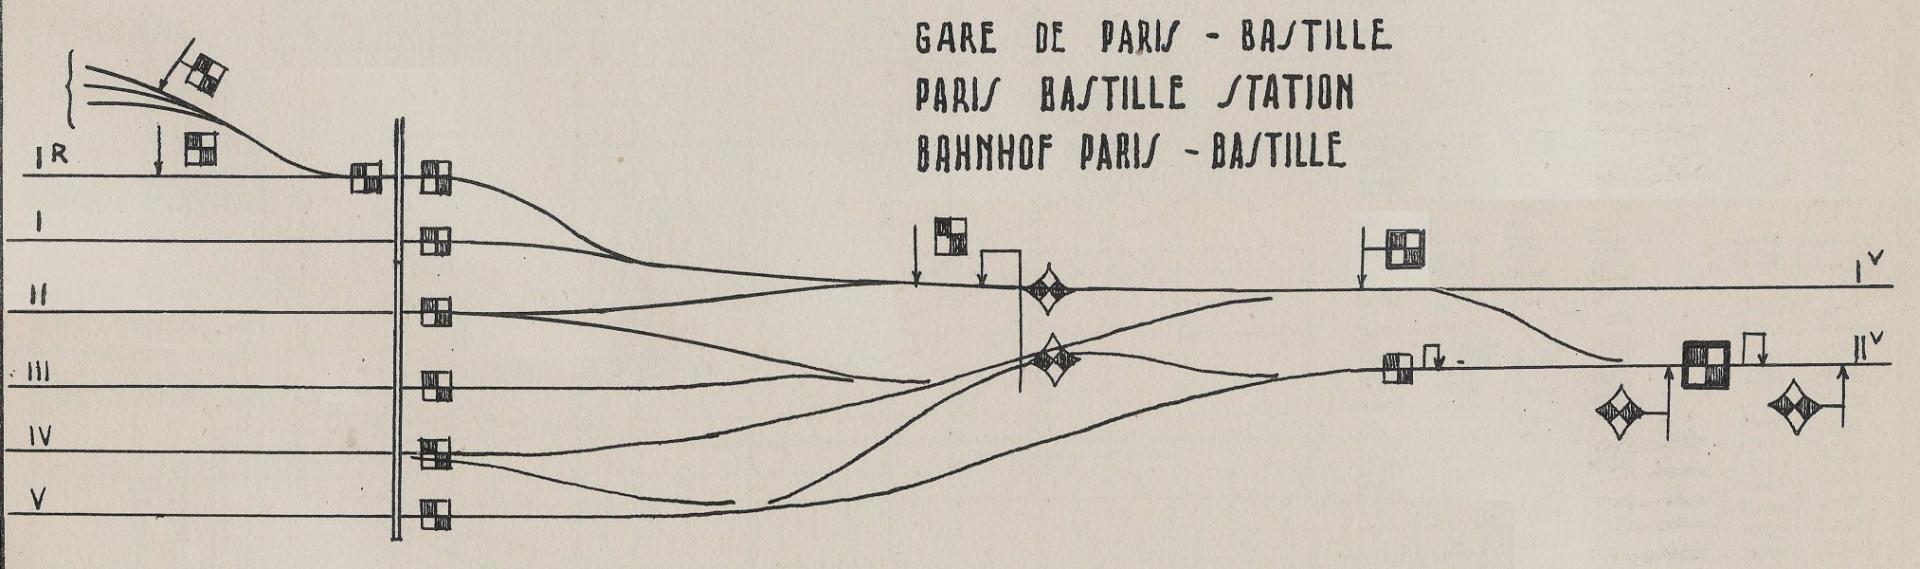 GARE DE PARIS - BASTILLE
PARIS BASTILLE STATION
BAHNHOF PARIS - BASTILLE
I R
I
II
III
IV
V
I V
II V